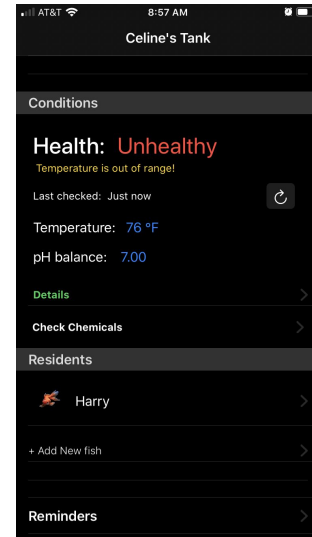 AT&T 8:57 AM
Celine's Tank
Conditions
Health: Unhealthy
Temperature is out of range!
Last checked: Just now
Temperature: 76 °F
pH balance: 7.00
Details
Check Chemicals
Residents
Harry
+ Add New fish
Reminders